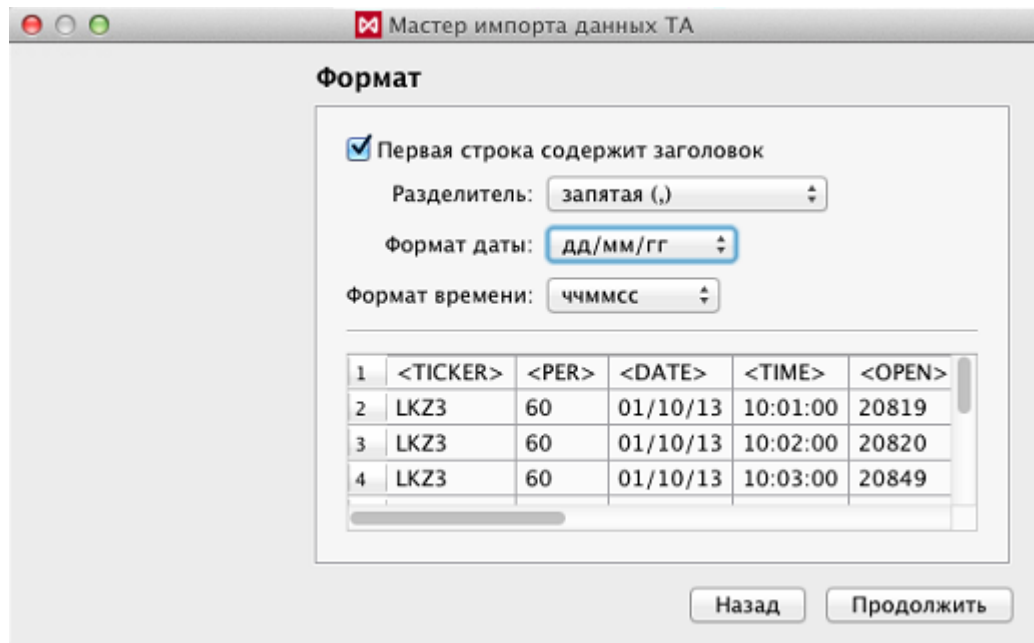 Мастер импорта данных ТА
Формат
Первая строка содержит заголовок
Разделитель: запятая (,)
Формат даты: дд/мм/гг
Формат времени: ччммсс
1 <TICKER> <PER> <DATE> <TIME> <OPEN>
2 LKZ3 60 01/10/13 10:01:00 20819
3 LKZ3 60 01/10/13 10:02:00 20820
4 LKZ3 60 01/10/13 10:03:00 20849
Назад Продолжить